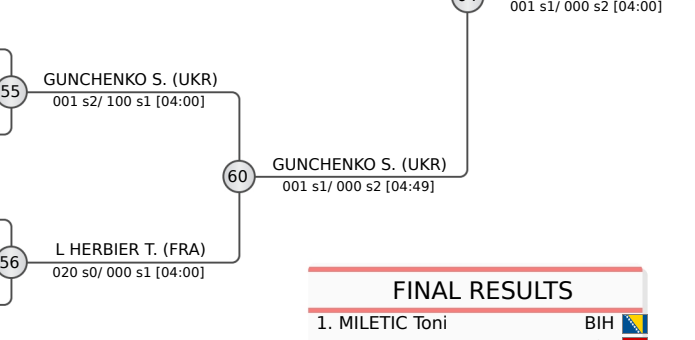 001 s1/ 000 s2 [04:00]
55
GUNCHENKO S. (UKR)
001 s2/ 100 s1 [04:00]
60
GUNCHENKO S. (UKR)
001 s1/ 000 s2 [04:49]
56
L HERBIER T. (FRA)
020 s0/ 000 s1 [04:00]
FINAL RESULTS
1. MILETIC Toni BIH